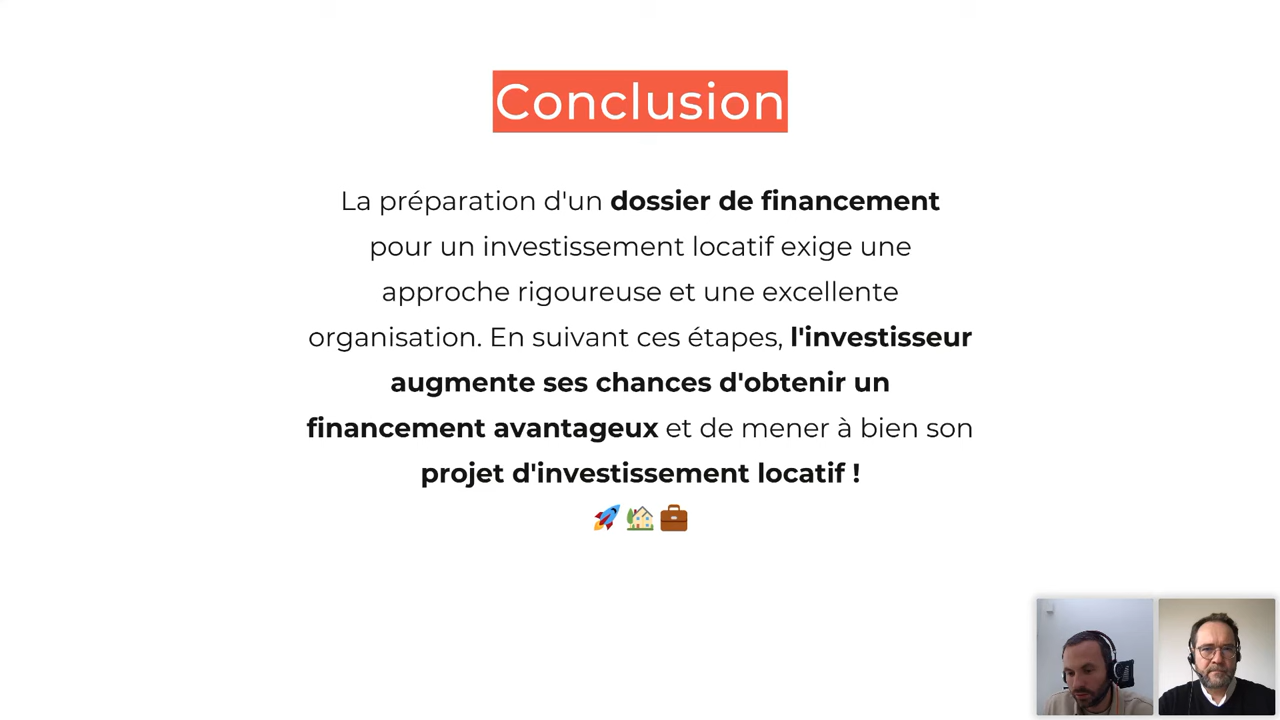 Conclusion
La préparation d'un dossier de financement
pour un investissement locatif exige une
approche rigoureuse et une excellente
organisation. En suivant ces étapes, l'investisseur
augmente ses chances d'obtenir un
financement avantageux et de mener à bien son
projet d'investissement locatif !